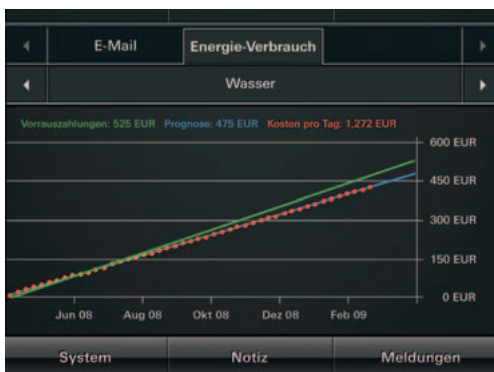 E-Mail Energie-Verbrauch
Wasser
Vorrauszahlungen: 525 EUR Prognose: 475 EUR Kosten pro Tag: 1,272 EUR
600 EUR
450 EUR
300 EUR
150 EUR
0 EUR
Jun 08 Aug 08 Okt 08 Dez 08 Feb 09
System Notiz Meldungen